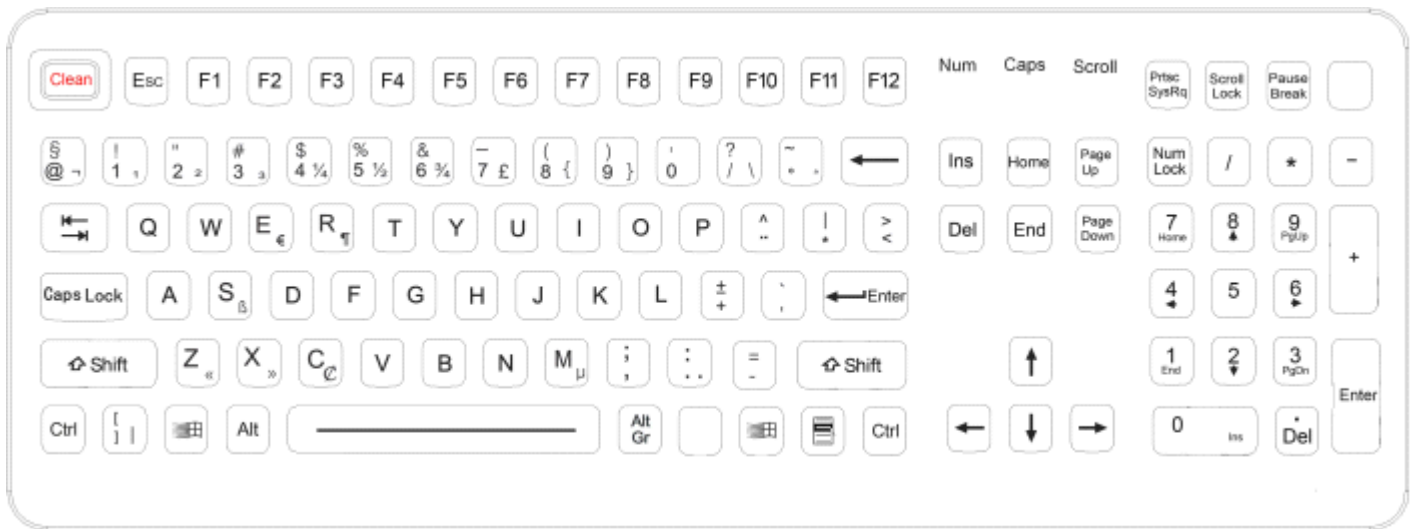 Clean Esc F1 F2 F3 F4 F5 F6 F7 F8 F9 F10 F11 F12 Num Caps Scroll Prtsc SysRq Scroll Lock Pause Break
§ @ ¬ ! 1 ₁ " 2 ₂ # 3 ₃ $ 4 ¼ % 5 ½ & 6 ¾ — 7 £ ( 8 { ) 9 } ' 0 ? / \ ~ ° Ins Home Page Up Num Lock / * −
Q W E € R ¶ T Y U I O P ^ ¨ | * > < Del End Page Down 7 Home 8 9 PgUp +
Caps Lock A S ß D F G H J K L ± + ` , Enter 4 5 6
Shift Z « X » C ₡ V B N M µ ; , : . . = - Shift 1 End 2 3 PgDn Enter
Ctrl [ ] | Alt Alt Gr Ctrl 0 Ins . Del